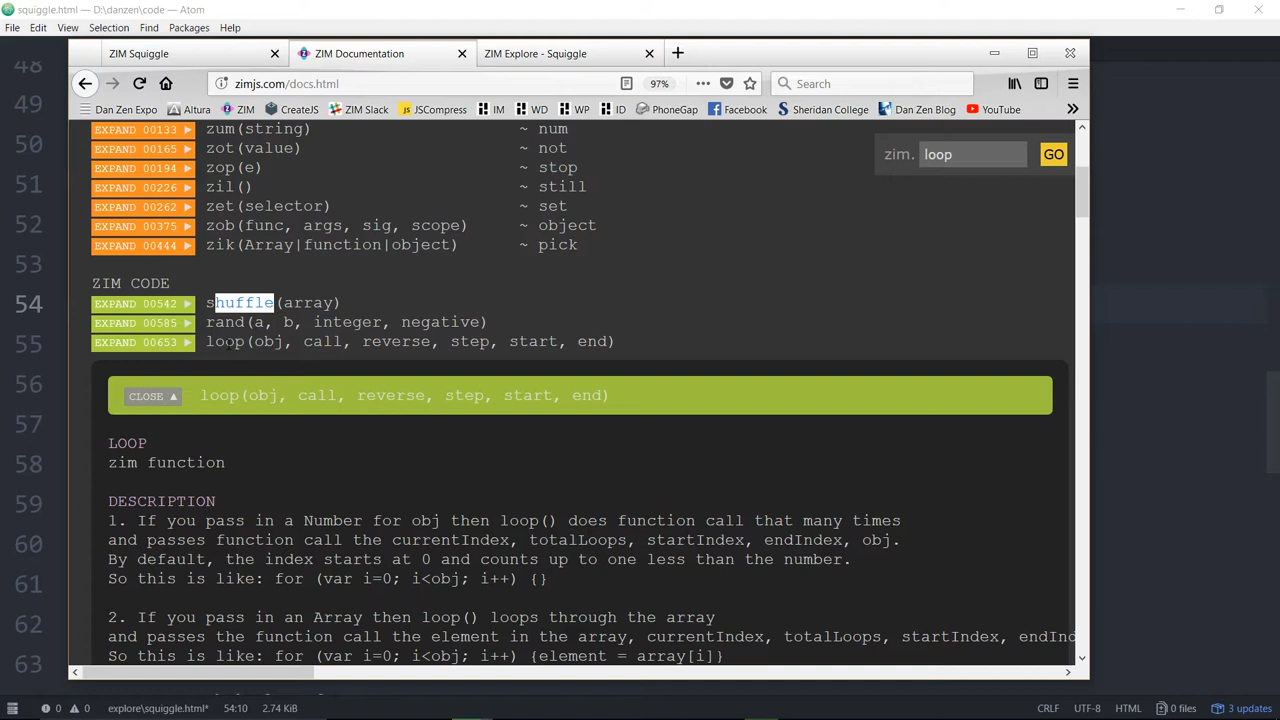 squiggle.html — D:\danzen\code — Atom
File Edit View Selection Find Packages Help
ZIM Squiggle ZIM Documentation ZIM Explore - Squiggle
zimjs.com/docs.html 97% Search
Dan Zen Expo Altura ZIM CreateJS ZIM Slack JSCompress IM WD WP ID PhoneGap Facebook Sheridan College Dan Zen Blog YouTube
EXPAND 00133 zum(string) ~ num
zim. loop GO
EXPAND 00165 zot(value) ~ not
EXPAND 00194 zop(e) ~ stop
EXPAND 00226 zil() ~ still
EXPAND 00262 zet(selector) ~ set
EXPAND 00375 zob(func, args, sig, scope) ~ object
EXPAND 00444 zik(Array|function|object) ~ pick
ZIM CODE
EXPAND 00542 shuffle(array)
EXPAND 00585 rand(a, b, integer, negative)
EXPAND 00653 loop(obj, call, reverse, step, start, end)
CLOSE ▲ loop(obj, call, reverse, step, start, end)
LOOP
zim function
DESCRIPTION
1. If you pass in a Number for obj then loop() does function call that many times
and passes function call the currentIndex, totalLoops, startIndex, endIndex, obj.
By default, the index starts at 0 and counts up to one less than the number.
So this is like: for (var i=0; i<obj; i++) {}
2. If you pass in an Array then loop() loops through the array
and passes the function call the element in the array, currentIndex, totalLoops, startIndex, endInd
So this is like: for (var i=0; i<obj; i++) {element = array[i]}
48
49
50
51
52
53
54
55
56
57
58
59
60
61
62
63
0 0 explore\squiggle.html* 54:10 2.74 KiB CRLF UTF-8 HTML 0 files 3 updates